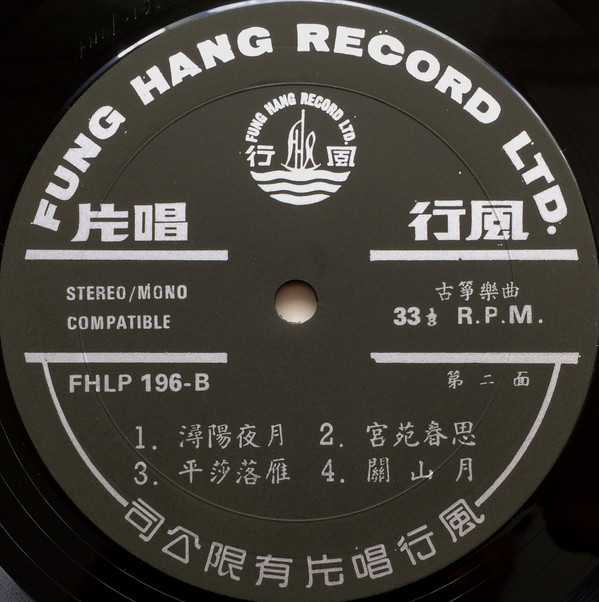 FUNG HANG RECORD LTD.
FUNG HANG RECORD LTD.
風行
風行唱片
STEREO/MONO
COMPATIBLE
古箏樂曲
33⅓ R.P.M.
FHLP 196-B
第二面
1. 潯陽夜月 2. 宮苑春思
3. 平莎落雁 4. 關山月
風行唱片有限公司